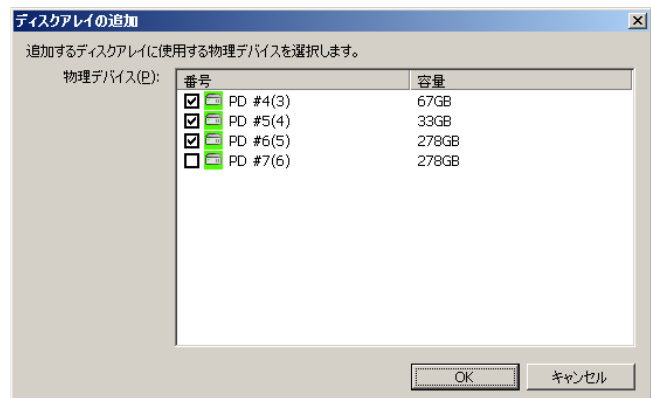 ディスクアレイの追加
追加するディスクアレイに使用する物理デバイスを選択します。
物理デバイス(P):
番号 容量
PD #4(3) 67GB
PD #5(4) 33GB
PD #6(5) 278GB
PD #7(6) 278GB
OK キャンセル